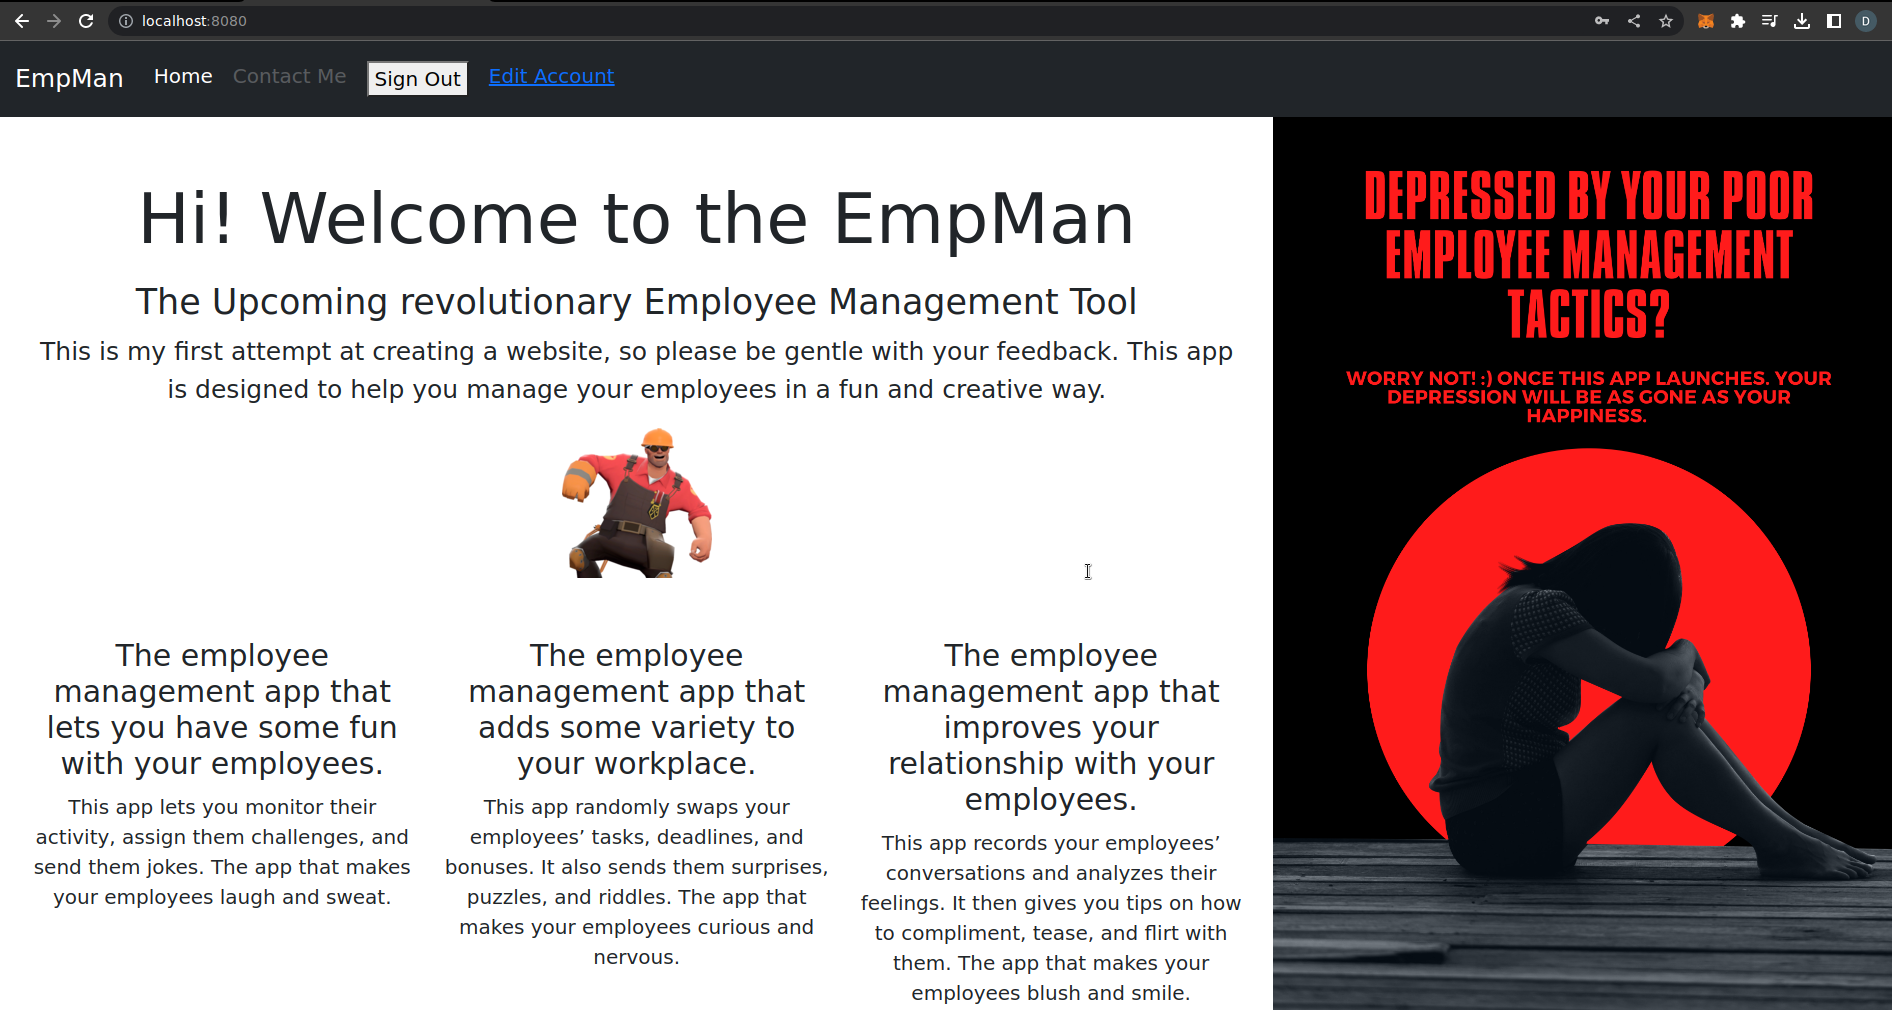 localhost:8080
D
EmpMan
Home
Contact Me
Sign Out
Edit Account
Hi! Welcome to the EmpMan
The Upcoming revolutionary Employee Management Tool
This is my first attempt at creating a website, so please be gentle with your feedback. This app
is designed to help you manage your employees in a fun and creative way.
The employee
management app that
lets you have some fun
with your employees.
This app lets you monitor their
activity, assign them challenges, and
send them jokes. The app that makes
your employees laugh and sweat.
The employee
management app that
adds some variety to
your workplace.
This app randomly swaps your
employees’ tasks, deadlines, and
bonuses. It also sends them surprises,
puzzles, and riddles. The app that
makes your employees curious and
nervous.
The employee
management app that
improves your
relationship with your
employees.
This app records your employees’
conversations and analyzes their
feelings. It then gives you tips on how
to compliment, tease, and flirt with
them. The app that makes your
employees blush and smile.
DEPRESSED BY YOUR POOR
EMPLOYEE MANAGEMENT
TACTICS?
WORRY NOT! :) ONCE THIS APP LAUNCHES. YOUR
DEPRESSION WILL BE AS GONE AS YOUR
HAPPINESS.